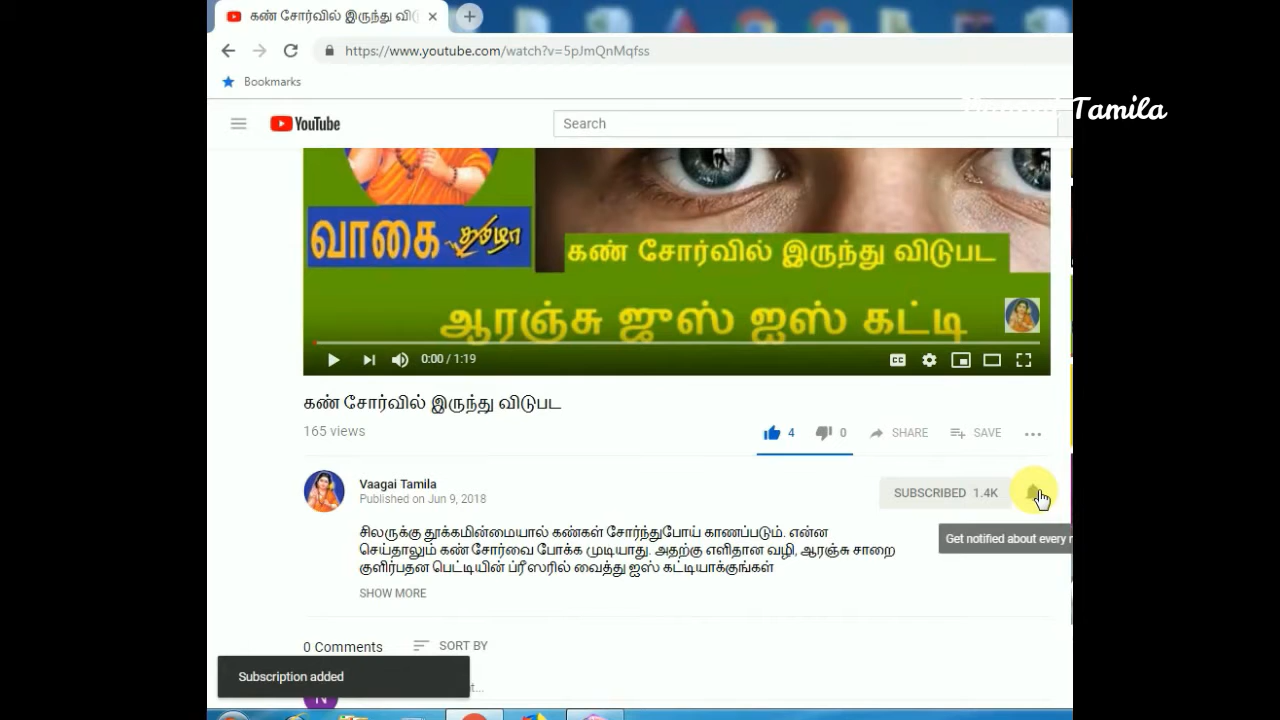 கண் சோர்வில் இருந்து விடு
https://www.youtube.com/watch?v=5pJmQnMqfss
Bookmarks
Tamila
YouTube
Search
வாகை தமிழா
கண் சோர்வில் இருந்து விடுபட
ஆரஞ்சு ஜுஸ் ஐஸ் கட்டி
0:00 / 1:19
CC
கண் சோர்வில் இருந்து விடுபட
165 views
4
0
SHARE
SAVE
Vaagai Tamila
Published on Jun 9, 2018
SUBSCRIBED 1.4K
Get notified about every
சிலருக்கு தூக்கமின்மையால் கண்கள் சோர்ந்துபோய் காணப்படும். என்ன
செய்தாலும் கண் சோர்வை போக்க முடியாது. அதற்கு எளிதான வழி, ஆரஞ்சு சாறை
குளிர்பதன பெட்டியின் ப்ரீஸரில் வைத்து ஐஸ் கட்டியாக்குங்கள்
SHOW MORE
0 Comments
SORT BY
Subscription added
N